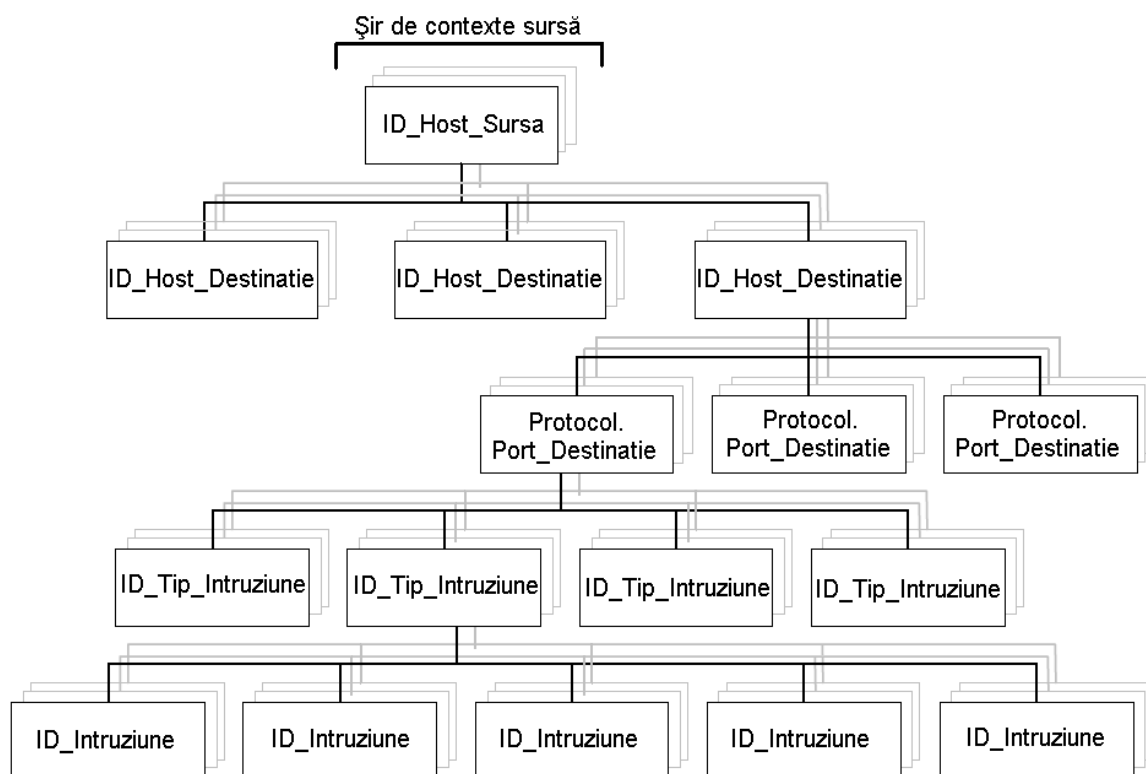 Şir de contexte sursă
ID_Host_Sursa
ID_Host_Destinatie
ID_Host_Destinatie
ID_Host_Destinatie
Protocol.
Port_Destinatie
Protocol.
Port_Destinatie
Protocol.
Port_Destinatie
ID_Tip_Intruziune
ID_Tip_Intruziune
ID_Tip_Intruziune
ID_Tip_Intruziune
ID_Intruziune
ID_Intruziune
ID_Intruziune
ID_Intruziune
ID_Intruziune